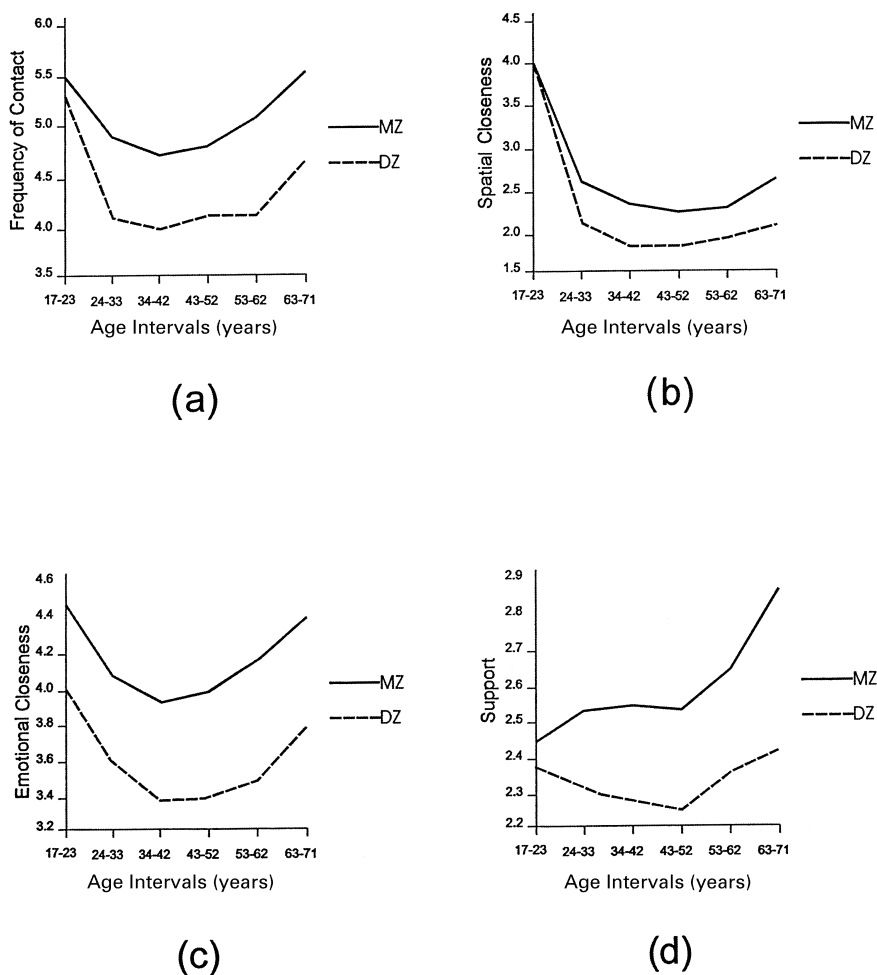 6.0
5.5
5.0
4.5
4.0
3.5
Frequency of Contact
MZ
DZ
17-23 24-33 34-42 43-52 53-62 63-71
Age Intervals (years)
(a)
4.5
4.0
3.5
3.0
2.5
2.0
1.5
Spatial Closeness
MZ
DZ
17-23 24-33 34-42 43-52 53-62 63-71
Age Intervals (years)
(b)
4.6
4.4
4.2
4.0
3.8
3.6
3.4
3.2
Emotional Closeness
MZ
DZ
17-23 24-33 34-42 43-52 53-62 63-71
Age Intervals (years)
(c)
2.9
2.8
2.7
2.6
2.5
2.4
2.3
2.2
Support
MZ
DZ
17-23 24-33 34-42 43-52 53-62 63-71
Age Intervals (years)
(d)